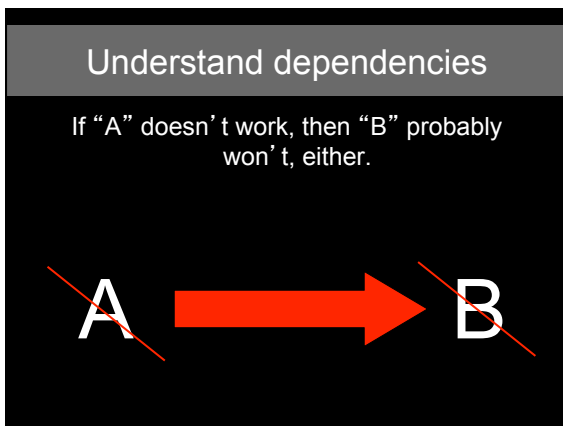 Understand dependencies
If “A” doesn’t work, then “B” probably
won’t, either.
A B